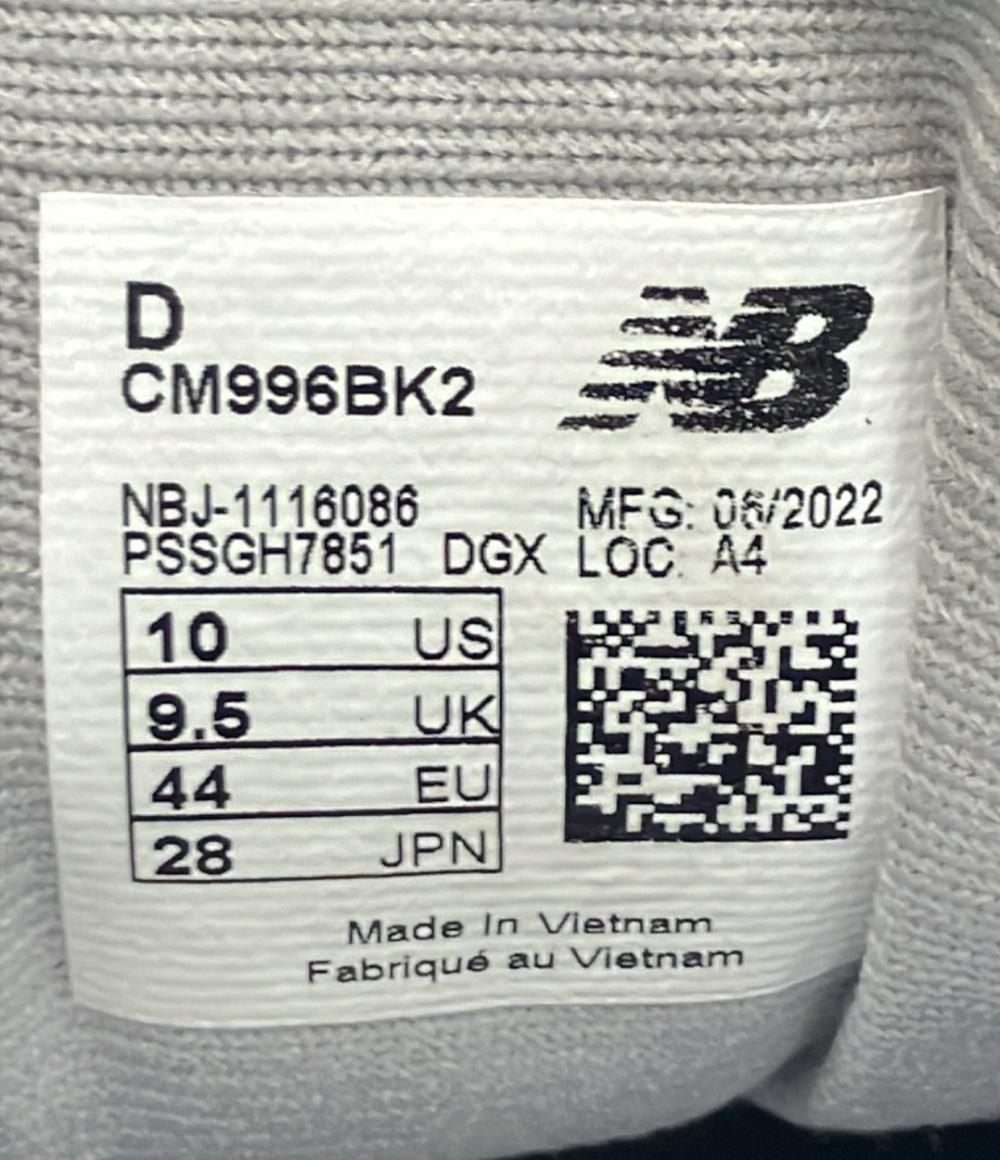 D
CM996BK2
NB
NBJ-1116086 MFG: 06/2022
PSSGH7851 DGX LOC: A4
10 US
9.5 UK
44 EU
28 JPN
Made In Vietnam
Fabriqué au Vietnam